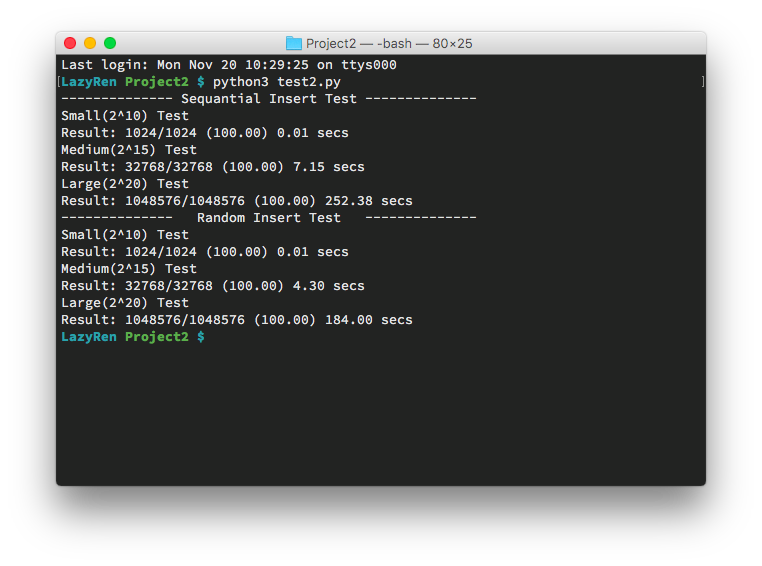 Project2 — -bash — 80×25
Last login: Mon Nov 20 10:29:25 on ttys000
[LazyRen Project2 $ python3 test2.py ]
-------------- Sequantial Insert Test --------------
Small(2^10) Test
Result: 1024/1024 (100.00) 0.01 secs
Medium(2^15) Test
Result: 32768/32768 (100.00) 7.15 secs
Large(2^20) Test
Result: 1048576/1048576 (100.00) 252.38 secs
--------------   Random Insert Test   --------------
Small(2^10) Test
Result: 1024/1024 (100.00) 0.01 secs
Medium(2^15) Test
Result: 32768/32768 (100.00) 4.30 secs
Large(2^20) Test
Result: 1048576/1048576 (100.00) 184.00 secs
LazyRen Project2 $